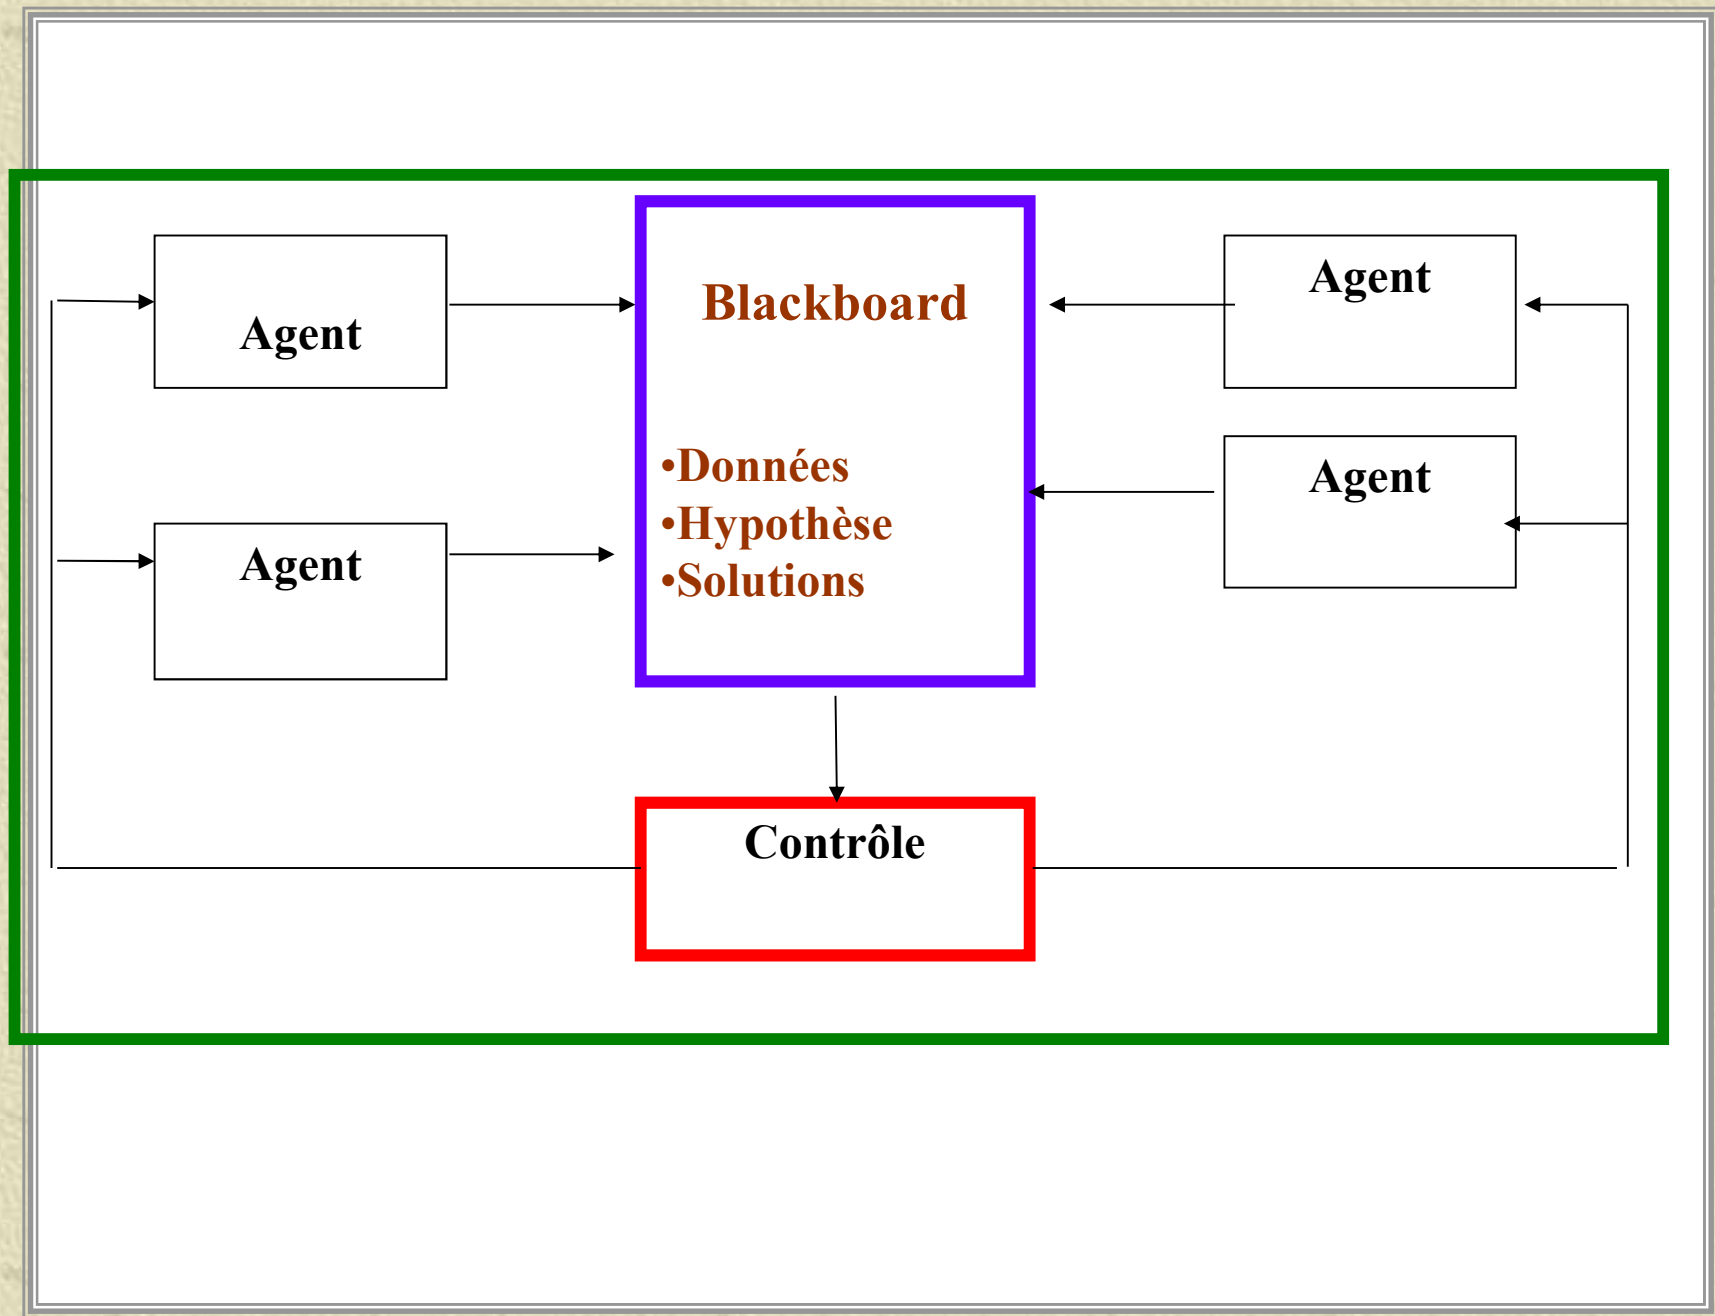 Agent
Agent
Blackboard
•Données
•Hypothèse
•Solutions
Agent
Agent
Contrôle